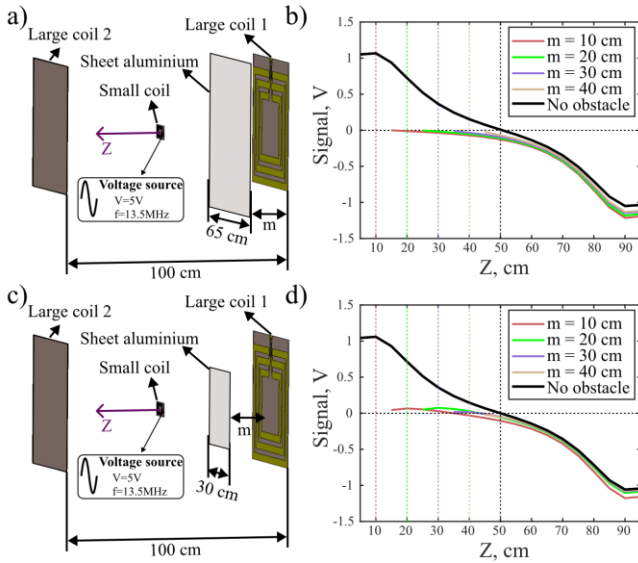 a)
Large coil 2
Large coil 1
Sheet aluminium
Small coil
Z
Voltage source
V=5V
f=13.5MHz
65 cm
m
100 cm
b)
Signal, V
1.5
1
0.5
0
-0.5
-1
-1.5
10 20 30 40 50 60 70 80 90
Z, cm
m = 10 cm
m = 20 cm
m = 30 cm
m = 40 cm
No obstacle
c)
Large coil 2
Large coil 1
Sheet aluminium
Small coil
Z
m
Voltage source
V=5V
f=13.5MHz
30 cm
100 cm
d)
Signal, V
1.5
1
0.5
0
-0.5
-1
-1.5
10 20 30 40 50 60 70 80 90
Z, cm
m = 10 cm
m = 20 cm
m = 30 cm
m = 40 cm
No obstacle